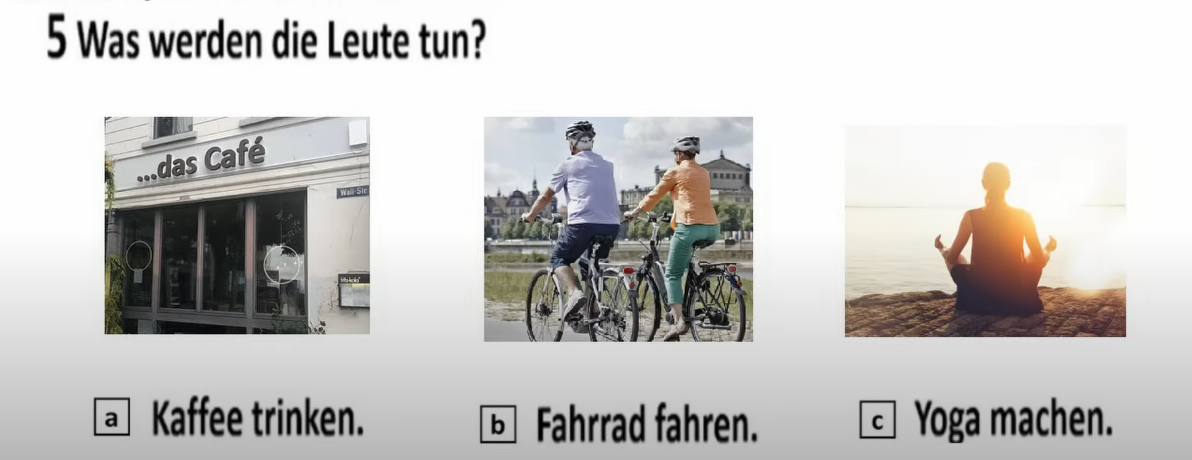 5 Was werden die Leute tun?
...das Café
Wall-Str
a Kaffee trinken.
b Fahrrad fahren.
c Yoga machen.